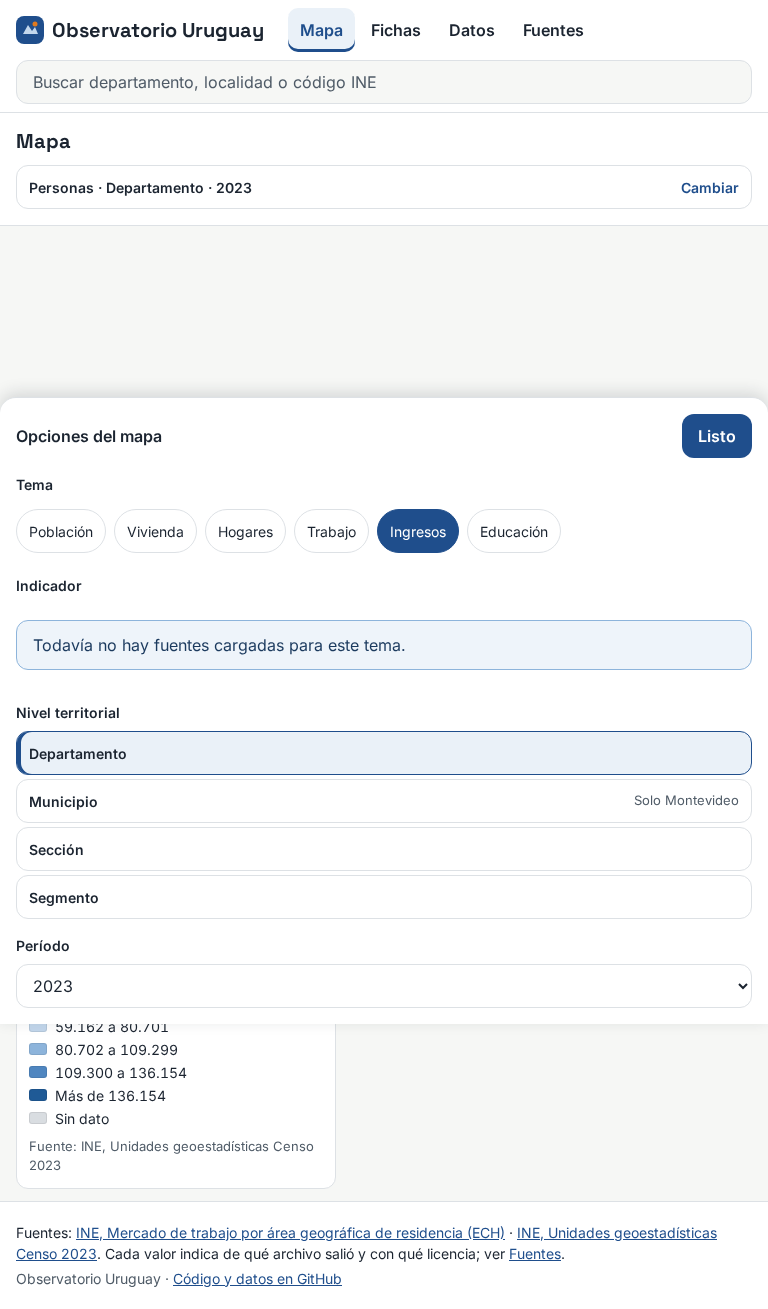 Observatorio Uruguay
Mapa
Fichas
Datos
Fuentes
Buscar departamento, localidad o código INE
Mapa
Personas · Departamento · 2023
Cambiar
Opciones del mapa
Listo
Tema
Población
Vivienda
Hogares
Trabajo
Ingresos
Educación
Indicador
Todavía no hay fuentes cargadas para este tema.
Nivel territorial
Departamento
Municipio
Solo Montevideo
Sección
Segmento
Período
2023
59.162 a 80.701
80.702 a 109.299
109.300 a 136.154
Más de 136.154
Sin dato
Fuente: INE, Unidades geoestadísticas Censo
2023
Fuentes: INE, Mercado de trabajo por área geográfica de residencia (ECH) · INE, Unidades geoestadísticas
Censo 2023. Cada valor indica de qué archivo salió y con qué licencia; ver Fuentes.
Observatorio Uruguay · Código y datos en GitHub